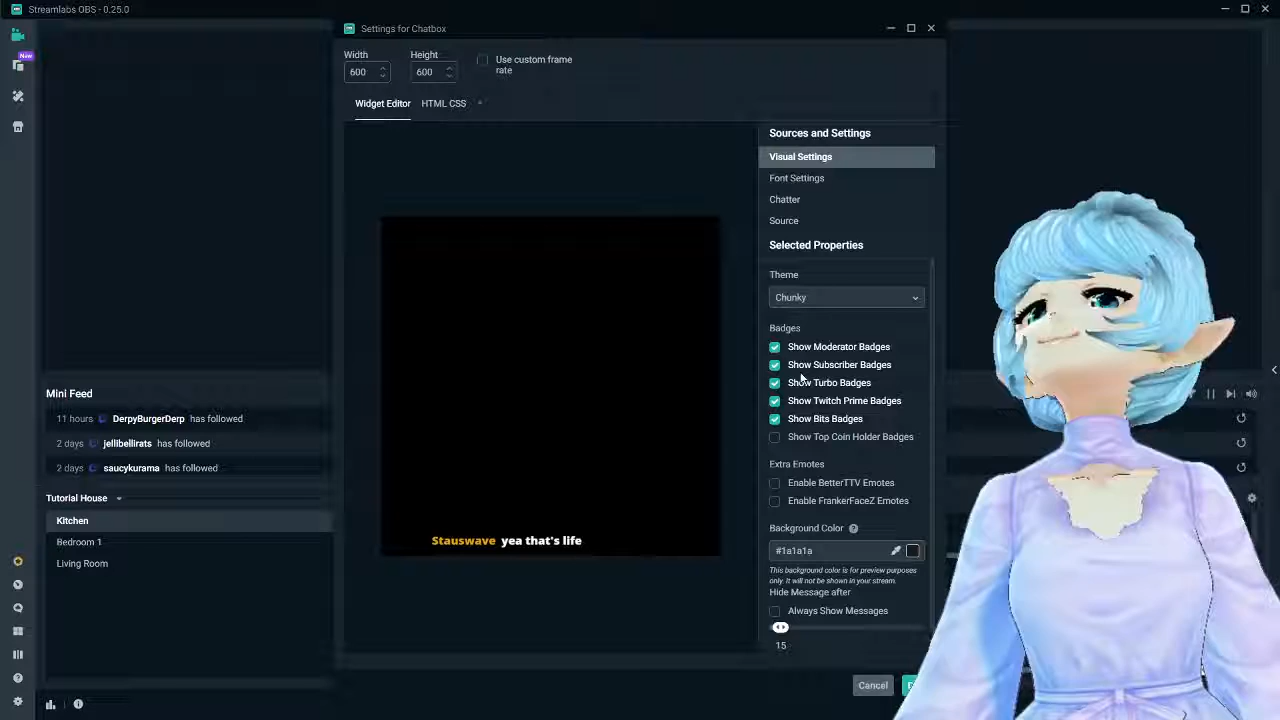 Streamlabs OBS - 0.25.0
New
Settings for Chatbox
Width
Height
600
600
Use custom frame
rate
Widget Editor
HTML CSS
Sources and Settings
Visual Settings
Font Settings
Chatter
Source
Selected Properties
Theme
Chunky
Badges
Show Moderator Badges
Show Subscriber Badges
Show Turbo Badges
Show Twitch Prime Badges
Show Bits Badges
Show Top Coin Holder Badges
Extra Emotes
Enable BetterTTV Emotes
Enable FrankerFaceZ Emotes
Background Color
#1a1a1a
This background color is for preview purposes
only. It will not be shown in your stream.
Hide Message after
Always Show Messages
15
Cancel
Stauswave yea that's life
Mini Feed
11 hours DerpyBurgerDerp has followed
2 days jellibellirats has followed
2 days saucykurama has followed
Tutorial House
Kitchen
Bedroom 1
Living Room